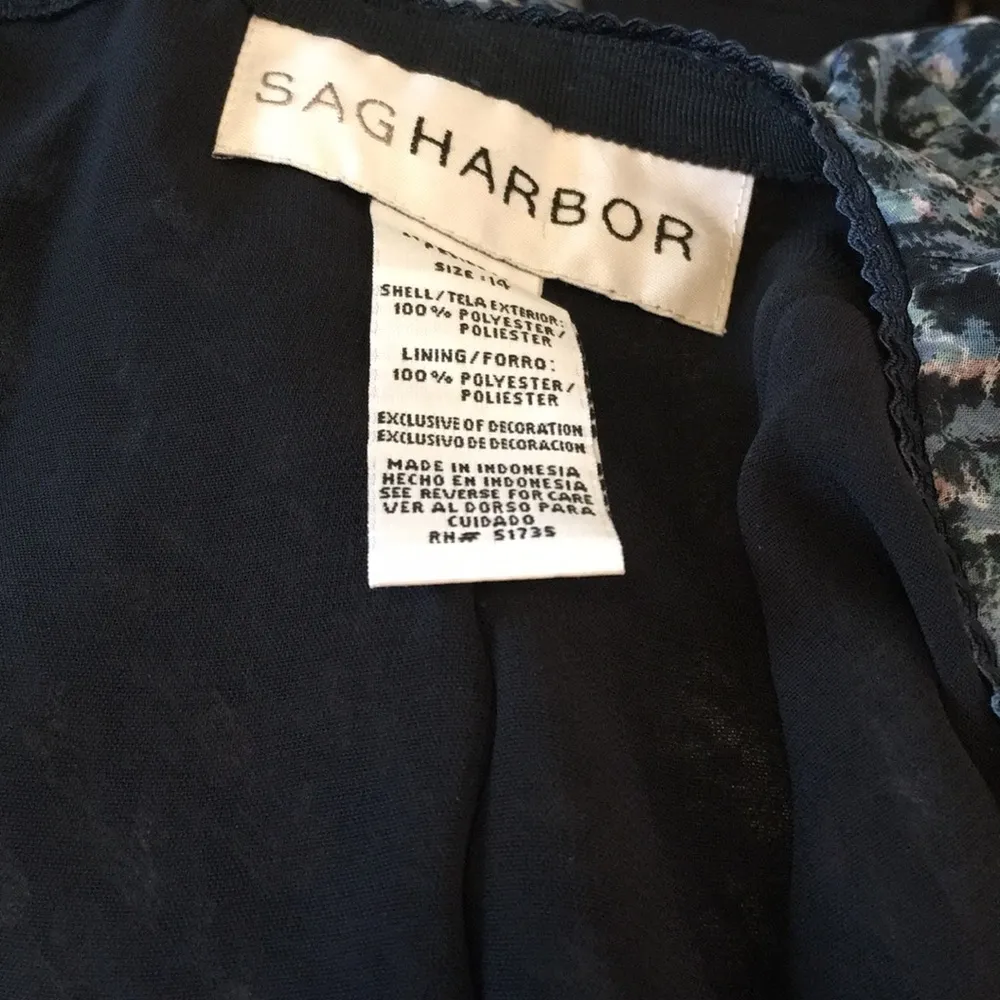 SAGHARBOR
SIZE : 14
SHELL/TELA EXTERIOR:
100% POLYESTER/
POLIESTER
LINING/FORRO:
100% POLYESTER/
POLIESTER
EXCLUSIVE OF DECORATION
EXCLUSIVO DE DECORACION
MADE IN INDONESIA
HECHO EN INDONESIA
SEE REVERSE FOR CARE
VER AL DORSO PARA
CUIDADO
RN# 51735